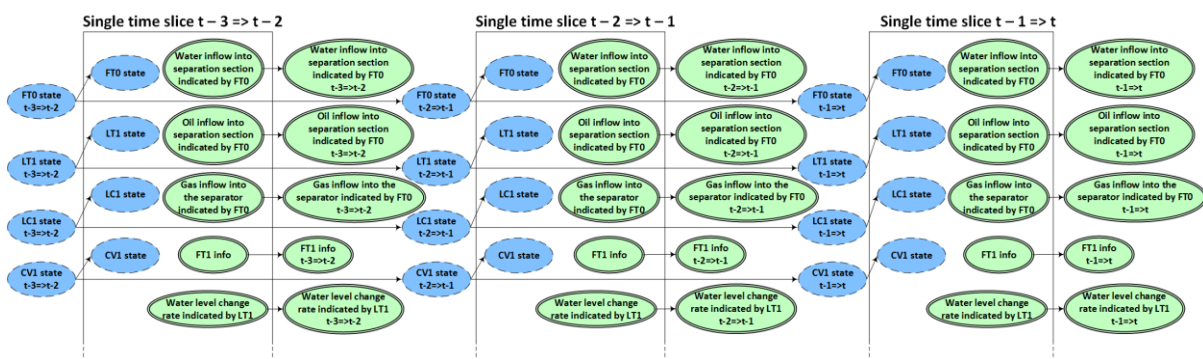 Single time slice t – 3 => t – 2
Single time slice t – 2 => t – 1
Single time slice t – 1 => t
FT0 state
Water inflow into
separation section
indicated by FT0
Water inflow into
separation section
indicated by FT0
t-3=>t-2
FT0 state
t-3=>t-2
LT1 state
Oil inflow into
separation section
indicated by FT0
Oil inflow into
separation section
indicated by FT0
t-3=>t-2
LT1 state
t-3=>t-2
LC1 state
Gas inflow into
the separator
indicated by FT0
Gas inflow into the
separator indicated by FT0
t-3=>t-2
LC1 state
t-3=>t-2
CV1 state
FT1 info
FT1 info
t-3=>t-2
CV1 state
t-3=>t-2
Water level change
rate indicated by LT1
Water level change
rate indicated by LT1
t-3=>t-2
FT0 state
Water inflow into
separation section
indicated by FT0
Water inflow into
separation section
indicated by FT0
t-2=>t-1
FT0 state
t-2=>t-1
LT1 state
Oil inflow into
separation section
indicated by FT0
Oil inflow into
separation section
indicated by FT0
t-2=>t-1
LT1 state
t-2=>t-1
LC1 state
Gas inflow into
the separator
indicated by FT0
Gas inflow into the
separator indicated by FT0
t-2=>t-1
LC1 state
t-2=>t-1
CV1 state
FT1 info
FT1 info
t-2=>t-1
CV1 state
t-2=>t-1
Water level change
rate indicated by LT1
Water level change
rate indicated by LT1
t-2=>t-1
FT0 state
Water inflow into
separation section
indicated by FT0
Water inflow into
separation section
indicated by FT0
t-1=>t
FT0 state
t-1=>t
LT1 state
Oil inflow into
separation section
indicated by FT0
Oil inflow into
separation section
indicated by FT0
t-1=>t
LT1 state
t-1=>t
LC1 state
Gas inflow into
the separator
indicated by FT0
Gas inflow into the
separator indicated by FT0
t-1=>t
LC1 state
t-1=>t
CV1 state
FT1 info
FT1 info
t-1=>t
CV1 state
t-1=>t
Water level change
rate indicated by LT1
Water level change
rate indicated by LT1
t-1=>t